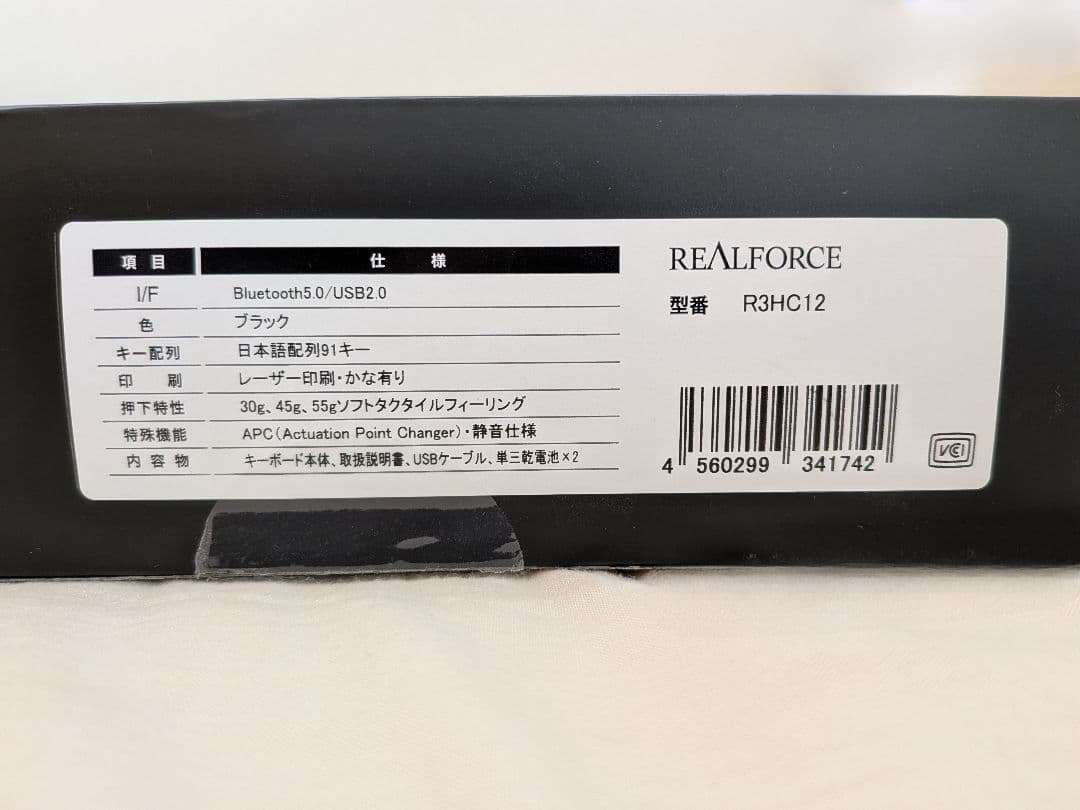 項 目 仕 様
I/F Bluetooth5.0/USB2.0
色 ブラック
キー配列 日本語配列91キー
印 刷 レーザー印刷・かな有り
押下特性 30g、45g、55gソフトタクタイルフィーリング
特殊機能 APC(Actuation Point Changer)・静音仕様
内 容 物 キーボード本体、取扱説明書、USBケーブル、単三乾電池×2
REALFORCE
型番 R3HC12
4 560299 341742
VCI